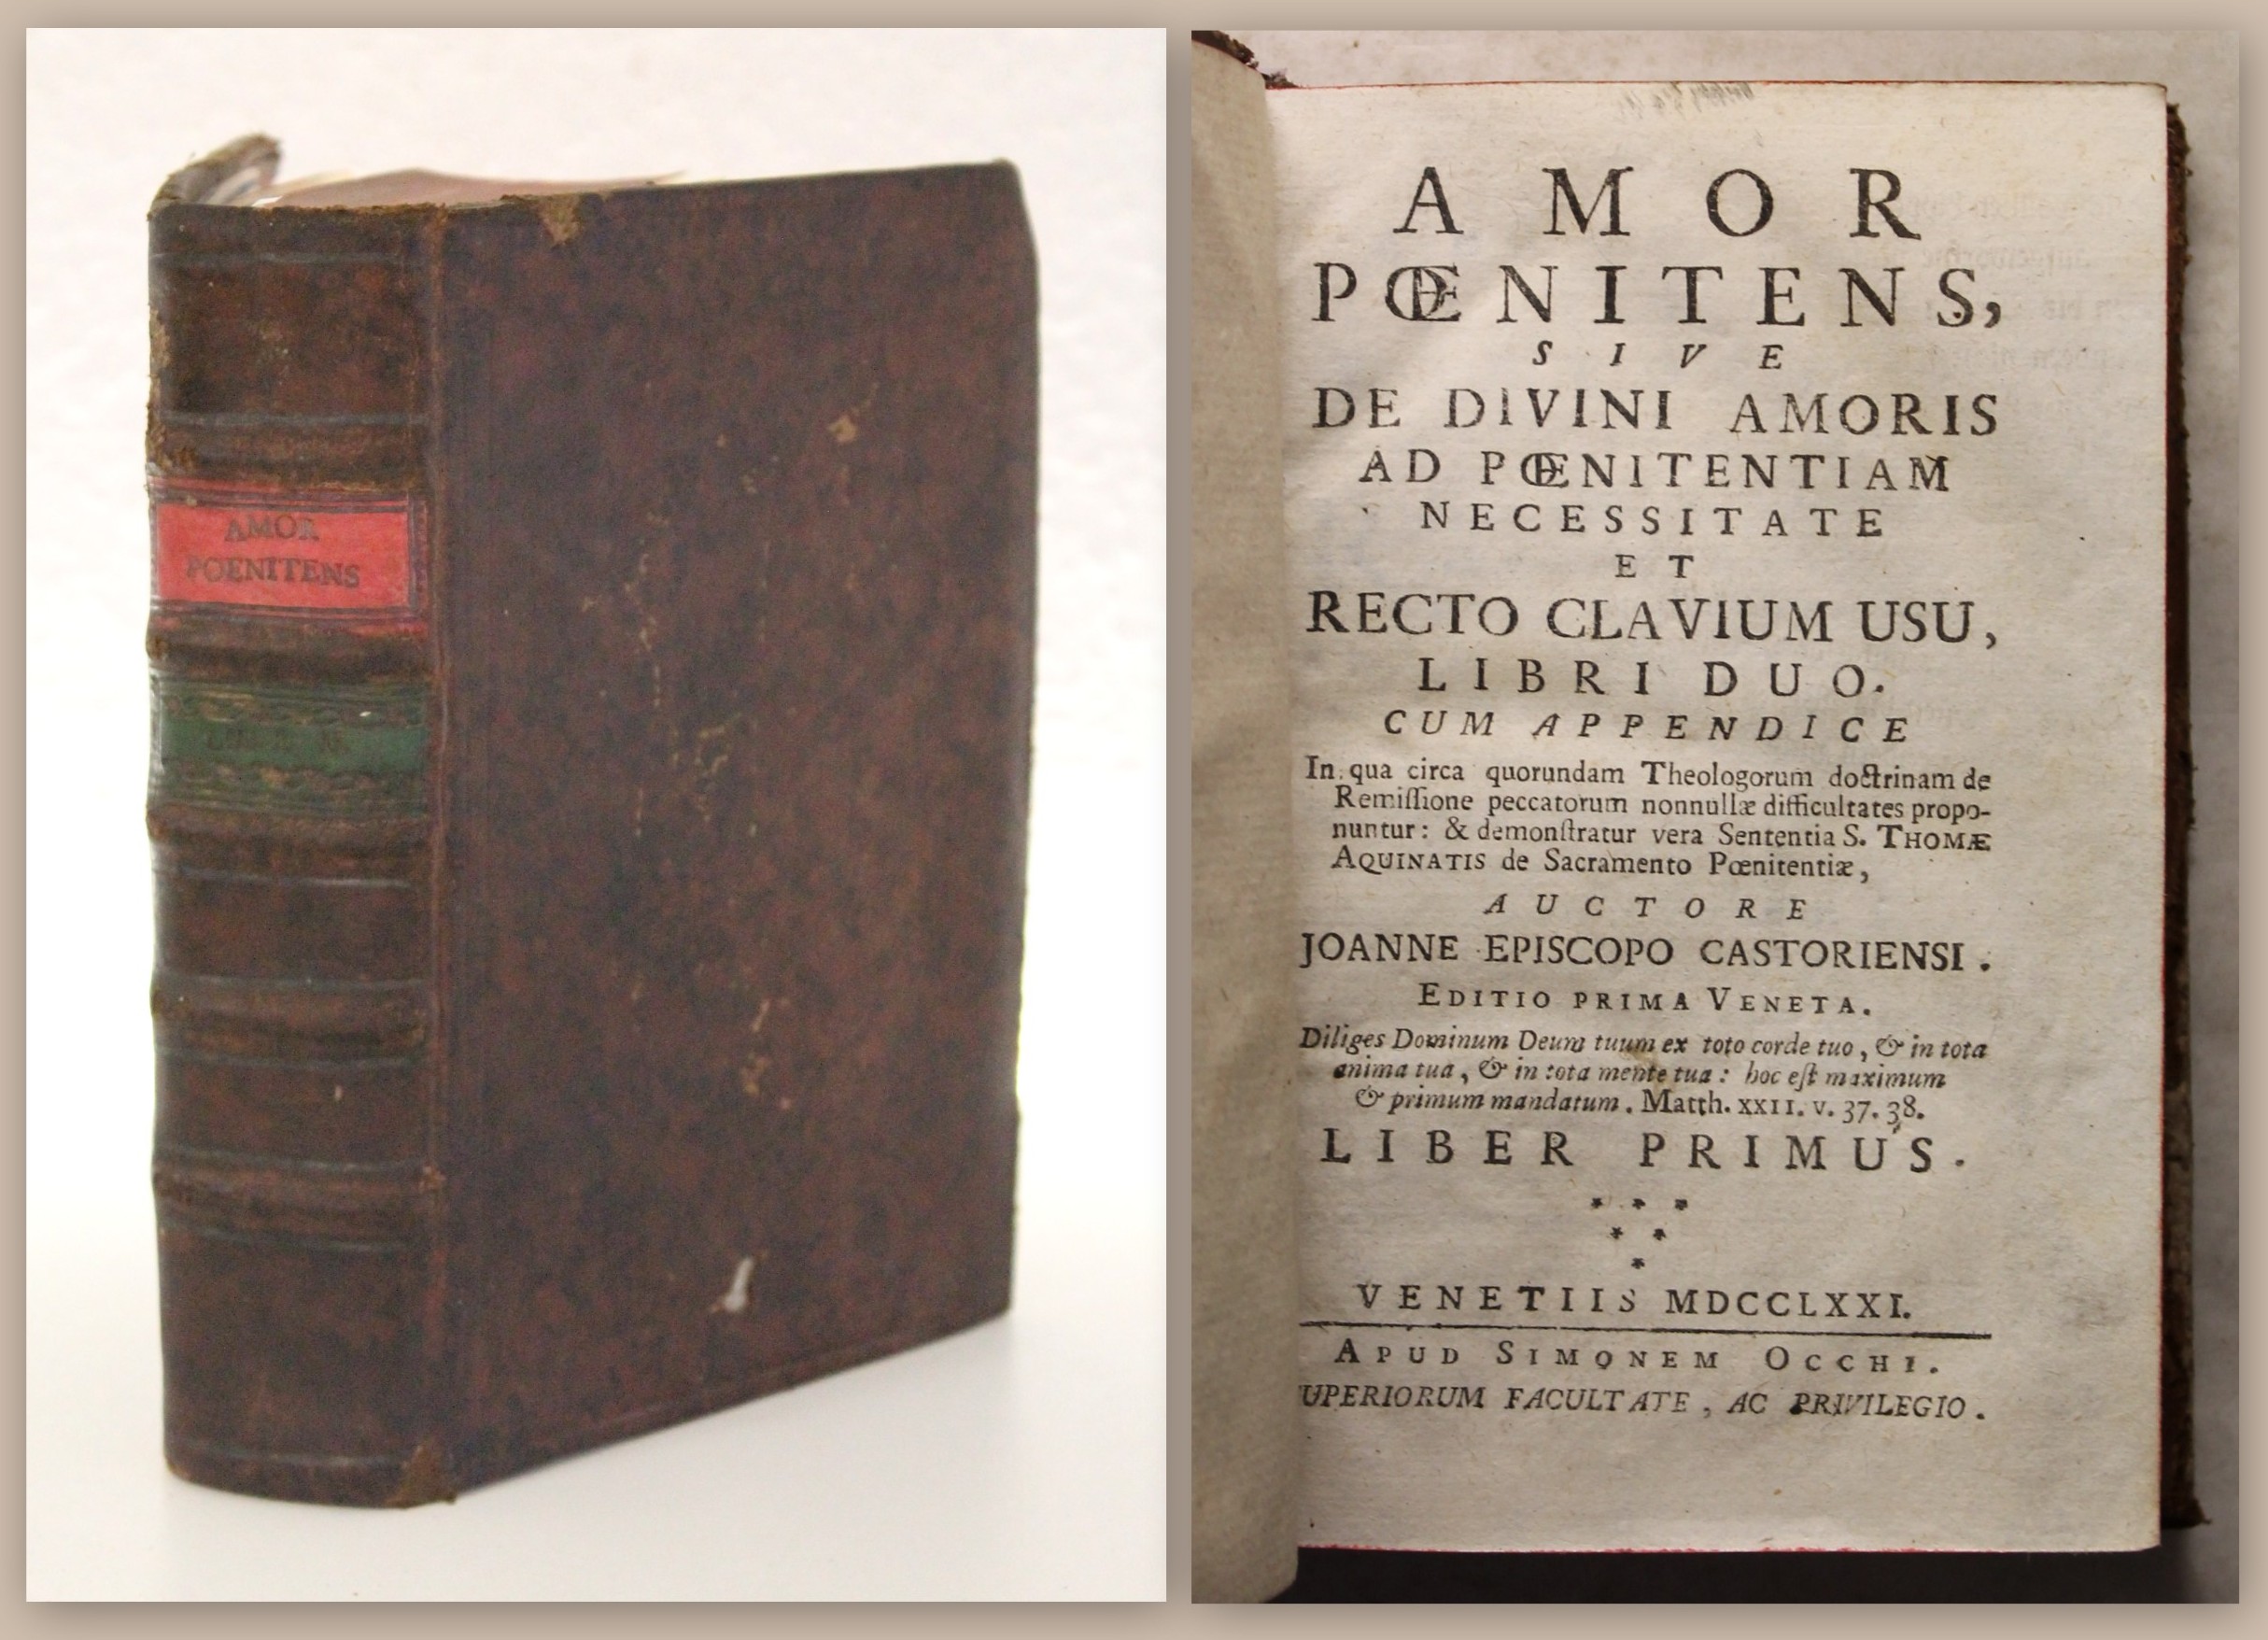 AMOR
POENITENS
AMOR
PŒNITENS,
SIVE
DE DIVINI AMORIS
AD PŒNITENTIAM
NECESSITATE
ET
RECTO CLAVIUM USU,
LIBRI DUO.
CUM APPENDICE
In qua circa quorundam Theologorum doctrinam de
Remiſſione peccatorum nonnullæ difficultates propo-
nuntur: & demonſtratur vera Sententia S. THOMÆ
AQUINATIS de Sacramento Pœnitentiæ,
AUCTORE
JOANNE EPISCOPO CASTORIENSI.
EDITIO PRIMA VENETA.
Diliges Dominum Deum tuum ex toto corde tuo, & in tota
anima tua, & in tota mente tua: hoc eſt maximum
& primum mandatum. Matth. XXII. v. 37. 38.
LIBER PRIMUS.
VENETIIS MDCCLXXI.
APUD SIMONEM OCCHI.
UPERIORUM FACULTATE, AC PRIVILEGIO.